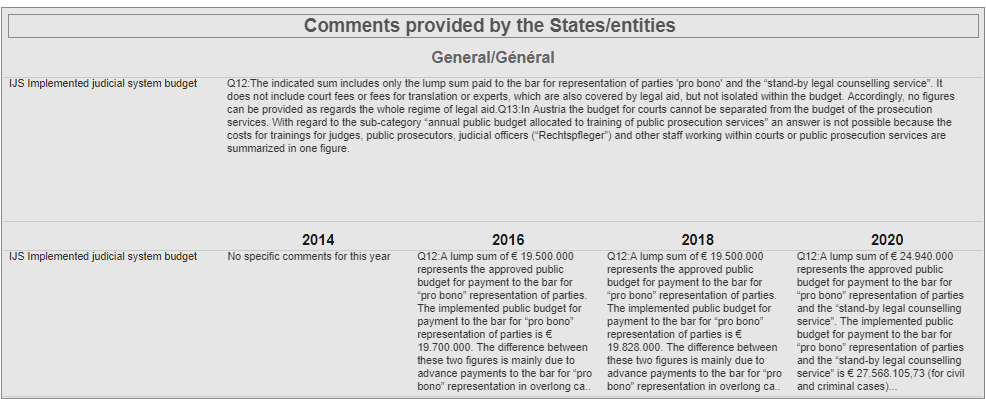 Comments provided by the States/entities
General/Général
IJS Implemented judicial system budget
Q12:The indicated sum includes only the lump sum paid to the bar for representation of parties 'pro bono' and the “stand-by legal counselling service”. It
does not include court fees or fees for translation or experts, which are also covered by legal aid, but not isolated within the budget. Accordingly, no figures
can be provided as regards the whole regime of legal aid.Q13:In Austria the budget for courts cannot be separated from the budget of the prosecution
services. With regard to the sub-category “annual public budget allocated to training of public prosecution services” an answer is not possible because the
costs for trainings for judges, public prosecutors, judicial officers (“Rechtspfleger”) and other staff working within courts or public prosecution services are
summarized in one figure.
2014 2016 2018 2020
IJS Implemented judicial system budget
No specific comments for this year
Q12:A lump sum of € 19.500.000
represents the approved public
budget for payment to the bar for
“pro bono” representation of parties.
The implemented public budget for
payment to the bar for “pro bono”
representation of parties is €
19.700.000. The difference between
these two figures is mainly due to
advance payments to the bar for “pro
bono” representation in overlong ca..
Q12:A lump sum of € 19.500.000
represents the approved public
budget for payment to the bar for
“pro bono” representation of parties.
The implemented public budget for
payment to the bar for “pro bono”
representation of parties is €
19.828.000. The difference between
these two figures is mainly due to
advance payments to the bar for “pro
bono” representation in overlong ca..
Q12:A lump sum of € 24.940.000
represents the approved public
budget for payment to the bar for
“pro bono” representation of parties
and the “stand-by legal counselling
service”. The implemented public
budget for payment to the bar for
“pro bono” representation of parties
and the “stand-by legal counselling
service” is € 27.568.105,73 (for civil
and criminal cases)...